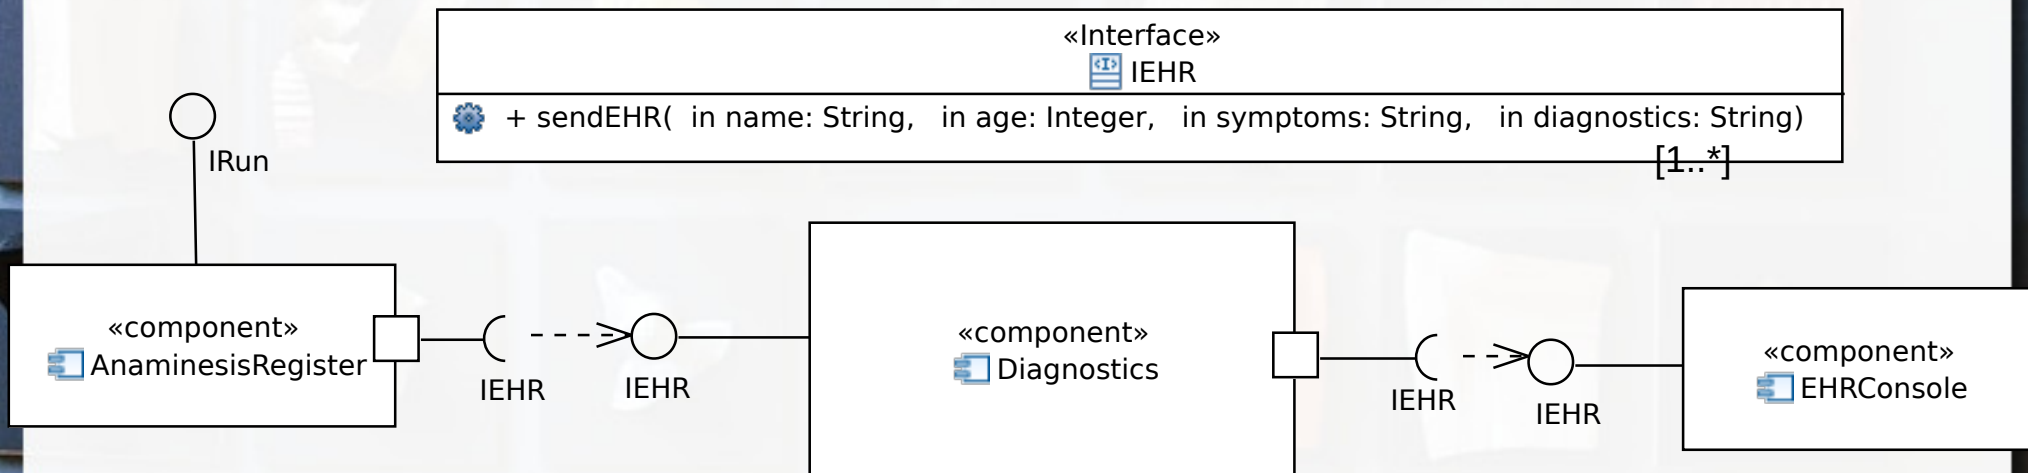 «Interface»
IEHR
+ sendEHR( in name: String, in age: Integer, in symptoms: String, in diagnostics: String)
[1..*]
IRun
«component»
AnaminesisRegister
IEHR
IEHR
«component»
Diagnostics
IEHR
IEHR
«component»
EHRConsole